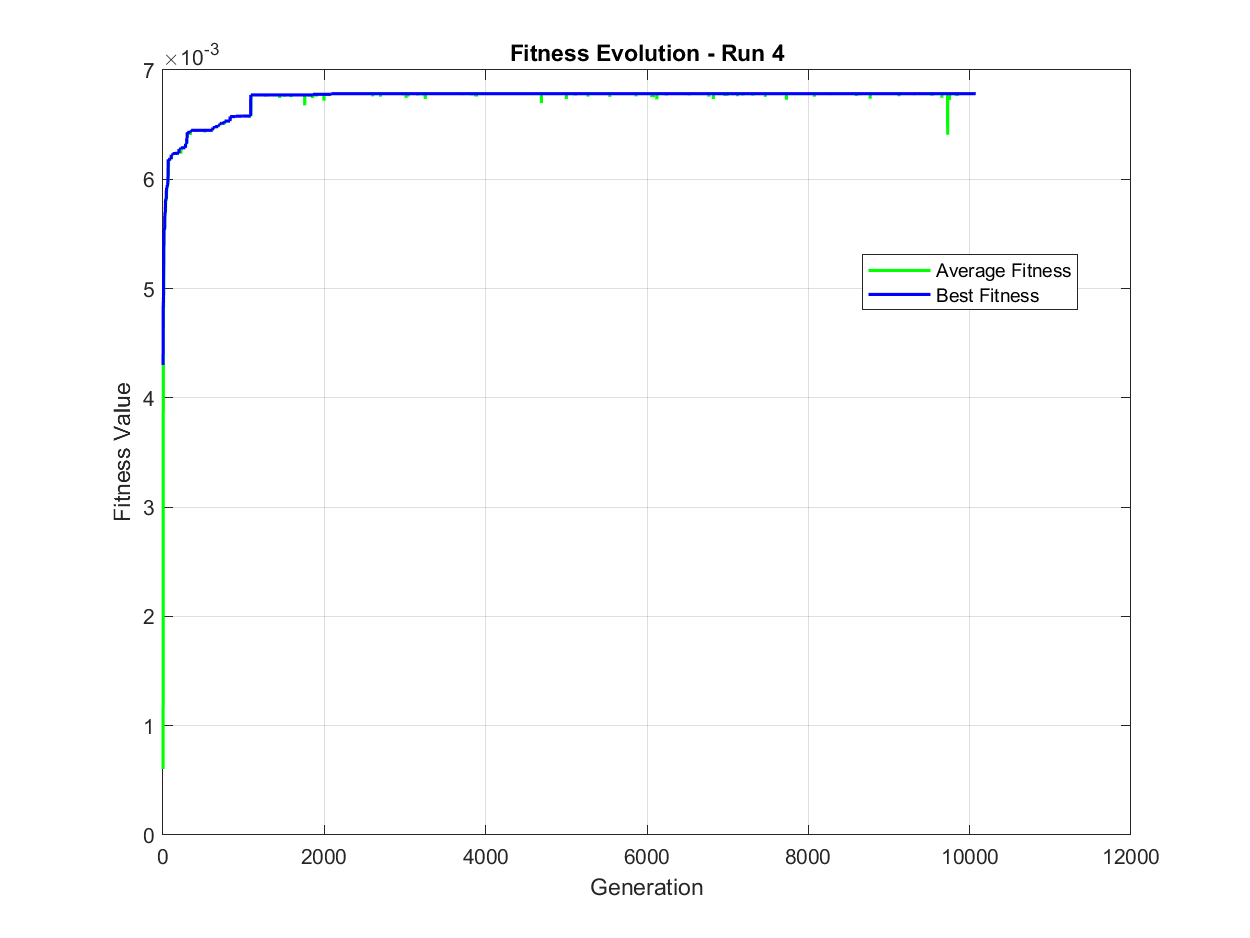 Fitness Evolution - Run 4
×10-3
7
6
5
4
3
2
1
0
Fitness Value
Average Fitness
Best Fitness
0 2000 4000 6000 8000 10000 12000
Generation